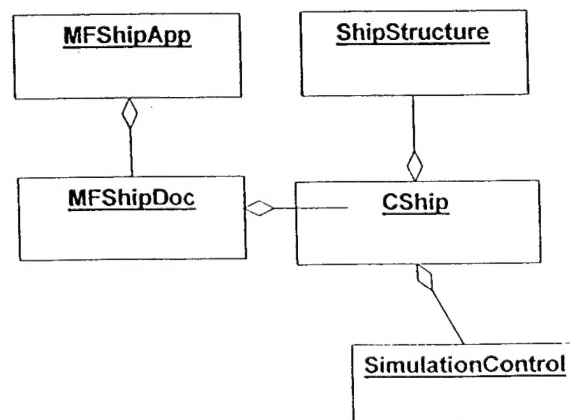 MFShipApp
ShipStructure
MFShipDoc
CShip
SimulationControl